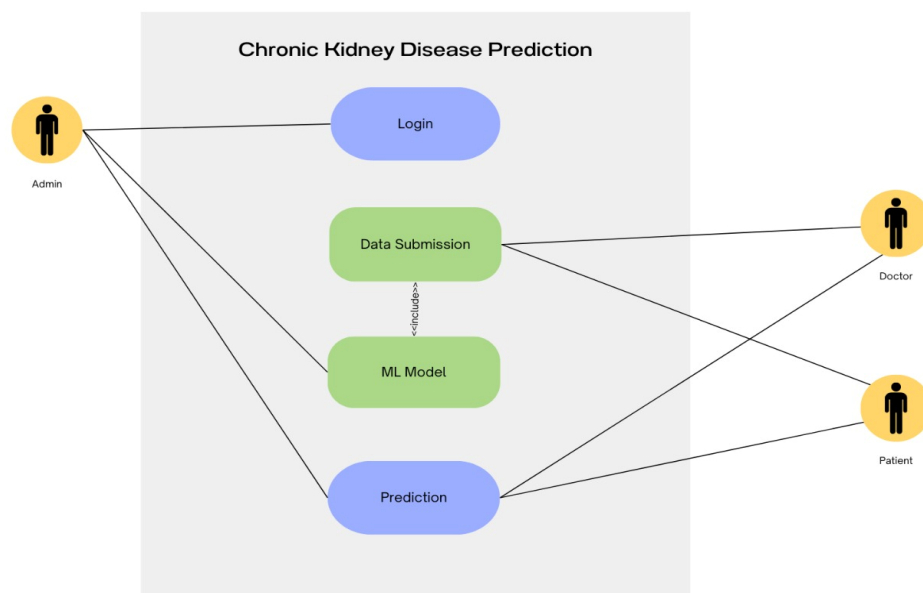 Chronic Kidney Disease Prediction
Login
Admin
Data Submission
Doctor
<<include>>
ML Model
Patient
Prediction